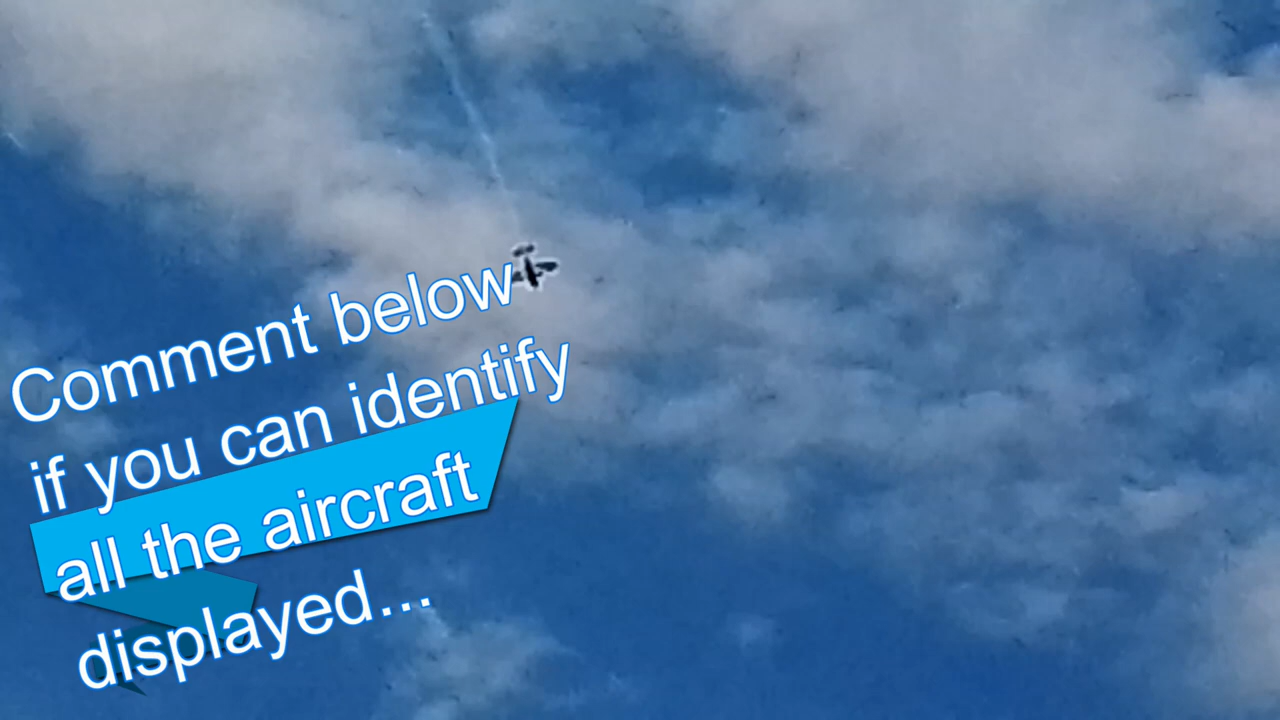 Comment below
if you can identify
all the aircraft
displayed...